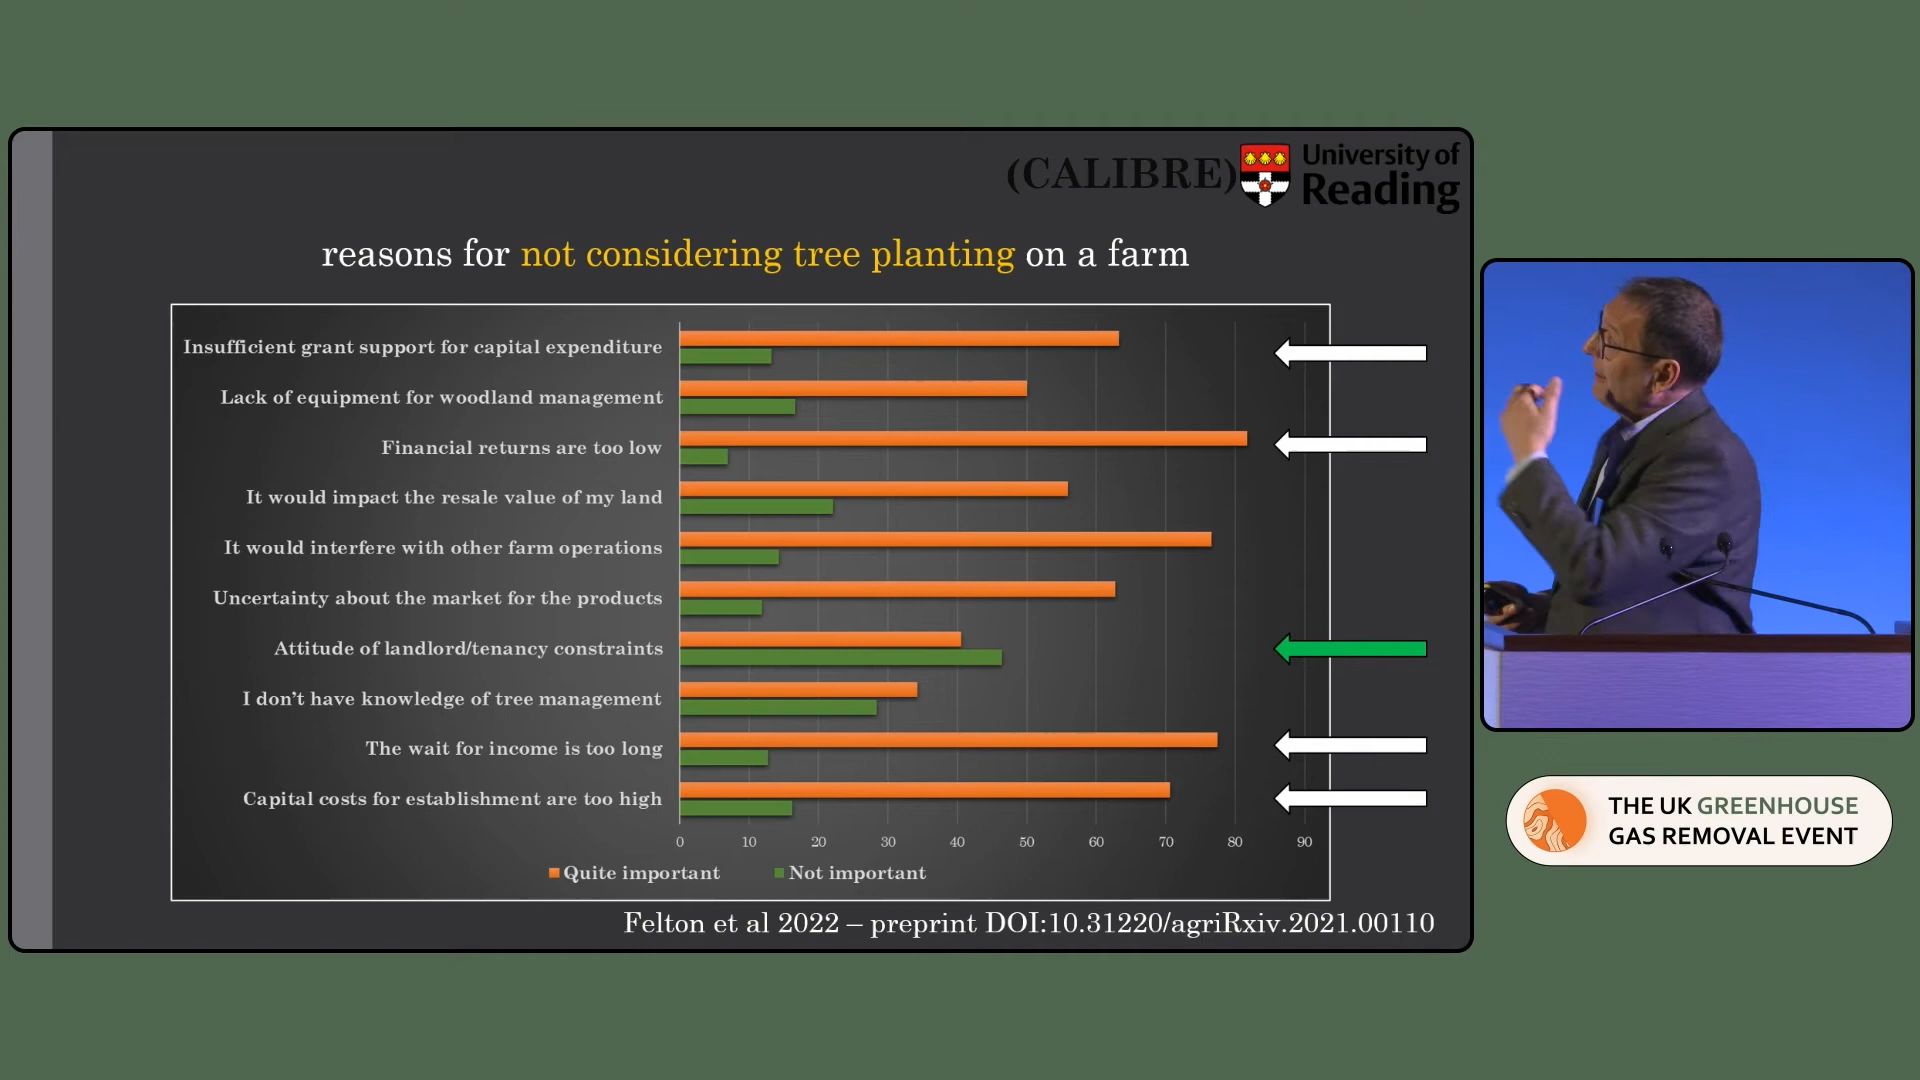 (CALIBRE)
University of
Reading
reasons for not considering tree planting on a farm
Insufficient grant support for capital expenditure
Lack of equipment for woodland management
Financial returns are too low
It would impact the resale value of my land
It would interfere with other farm operations
Uncertainty about the market for the products
Attitude of landlord/tenancy constraints
I don’t have knowledge of tree management
The wait for income is too long
Capital costs for establishment are too high
0 10 20 30 40 50 60 70 80 90
Quite important Not important
Felton et al 2022 – preprint DOI:10.31220/agriRxiv.2021.00110
THE UK GREENHOUSE
GAS REMOVAL EVENT